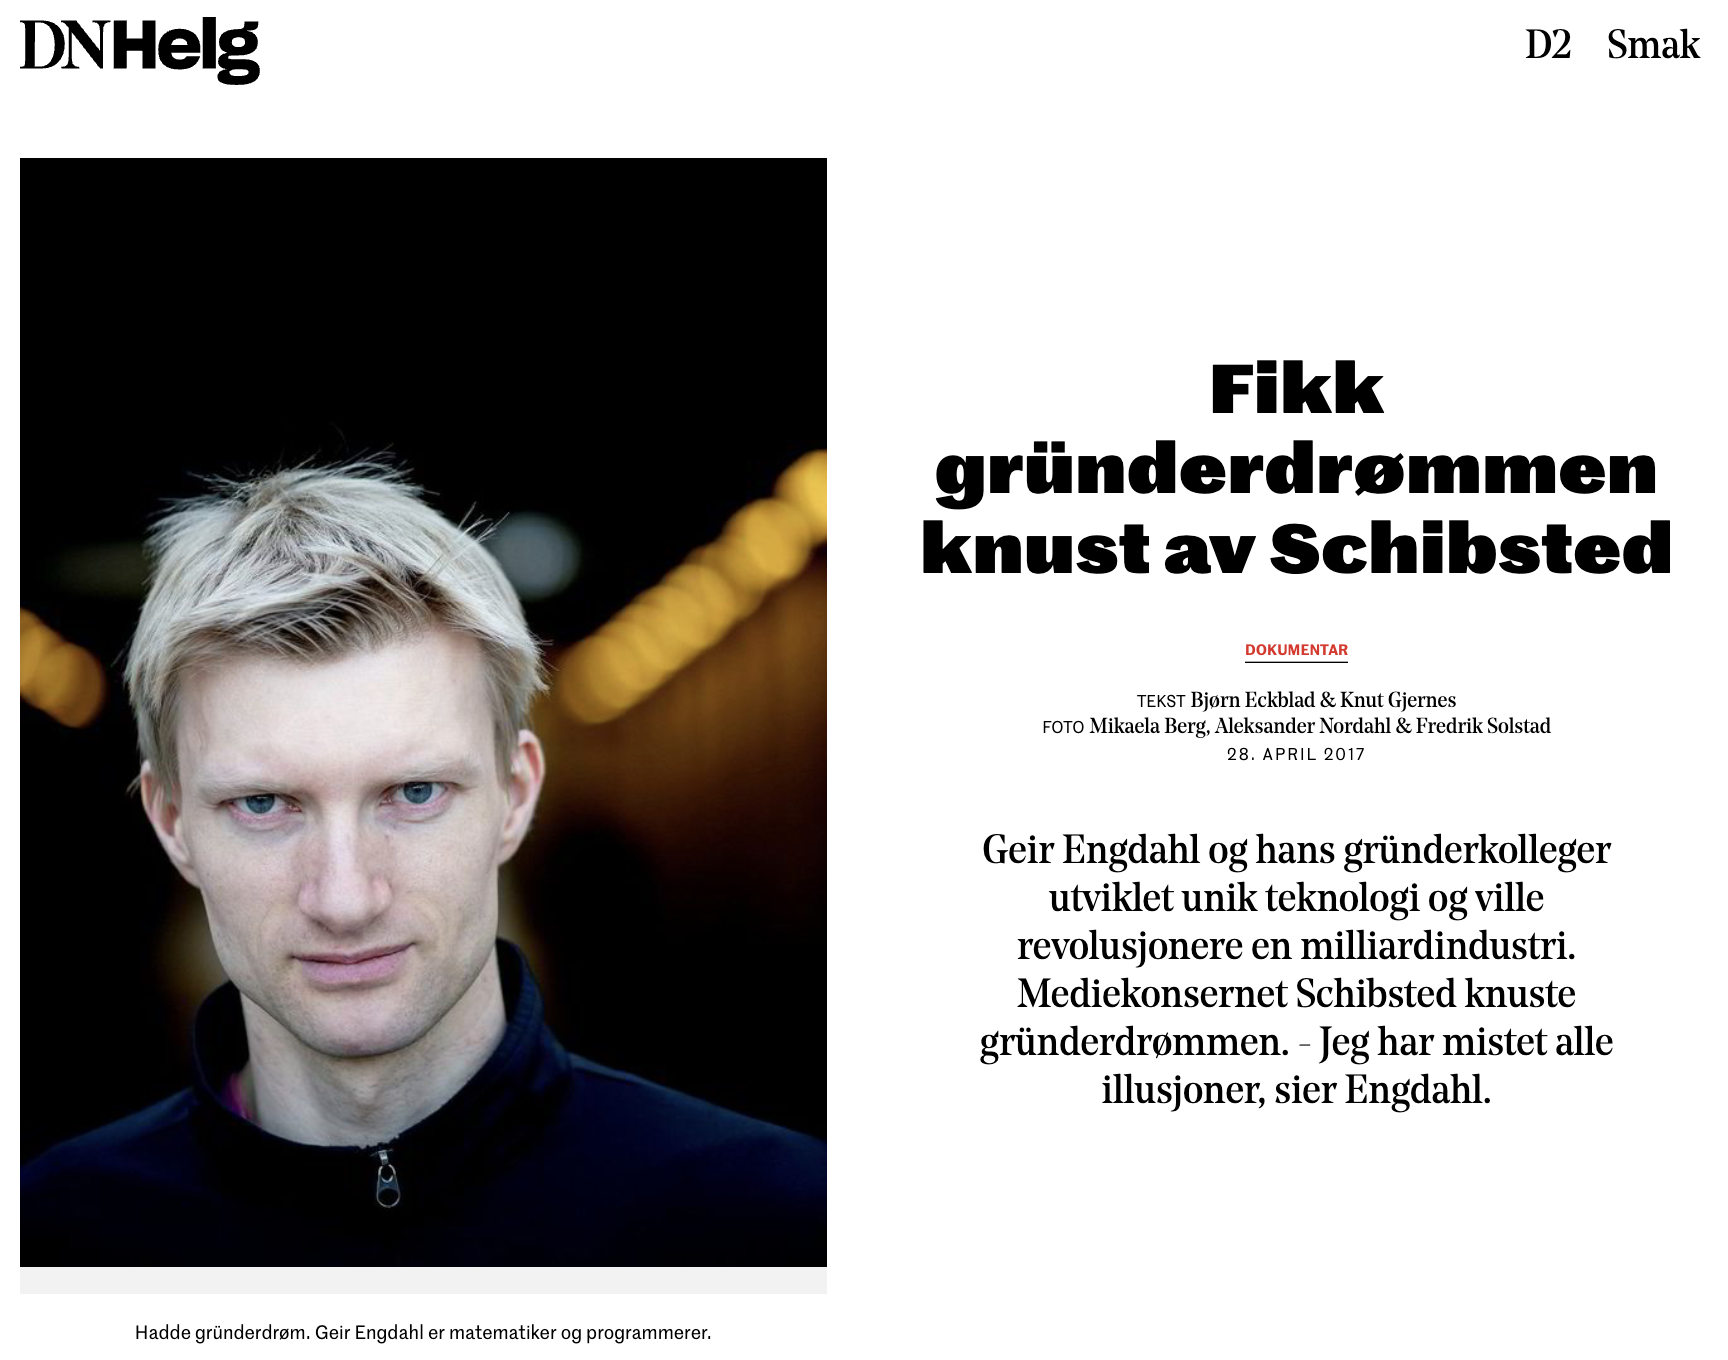 DNHelg
D2 Smak
Fikk
gründerdrømmen
knust av Schibsted
DOKUMENTAR
TEKST Bjørn Eckblad & Knut Gjernes
FOTO Mikaela Berg, Aleksander Nordahl & Fredrik Solstad
28. APRIL 2017
Geir Engdahl og hans gründerkolleger
utviklet unik teknologi og ville
revolusjonere en milliardindustri.
Mediekonsernet Schibsted knuste
gründerdrømmen. – Jeg har mistet alle
illusjoner, sier Engdahl.
Hadde gründerdrøm. Geir Engdahl er matematiker og programmerer.